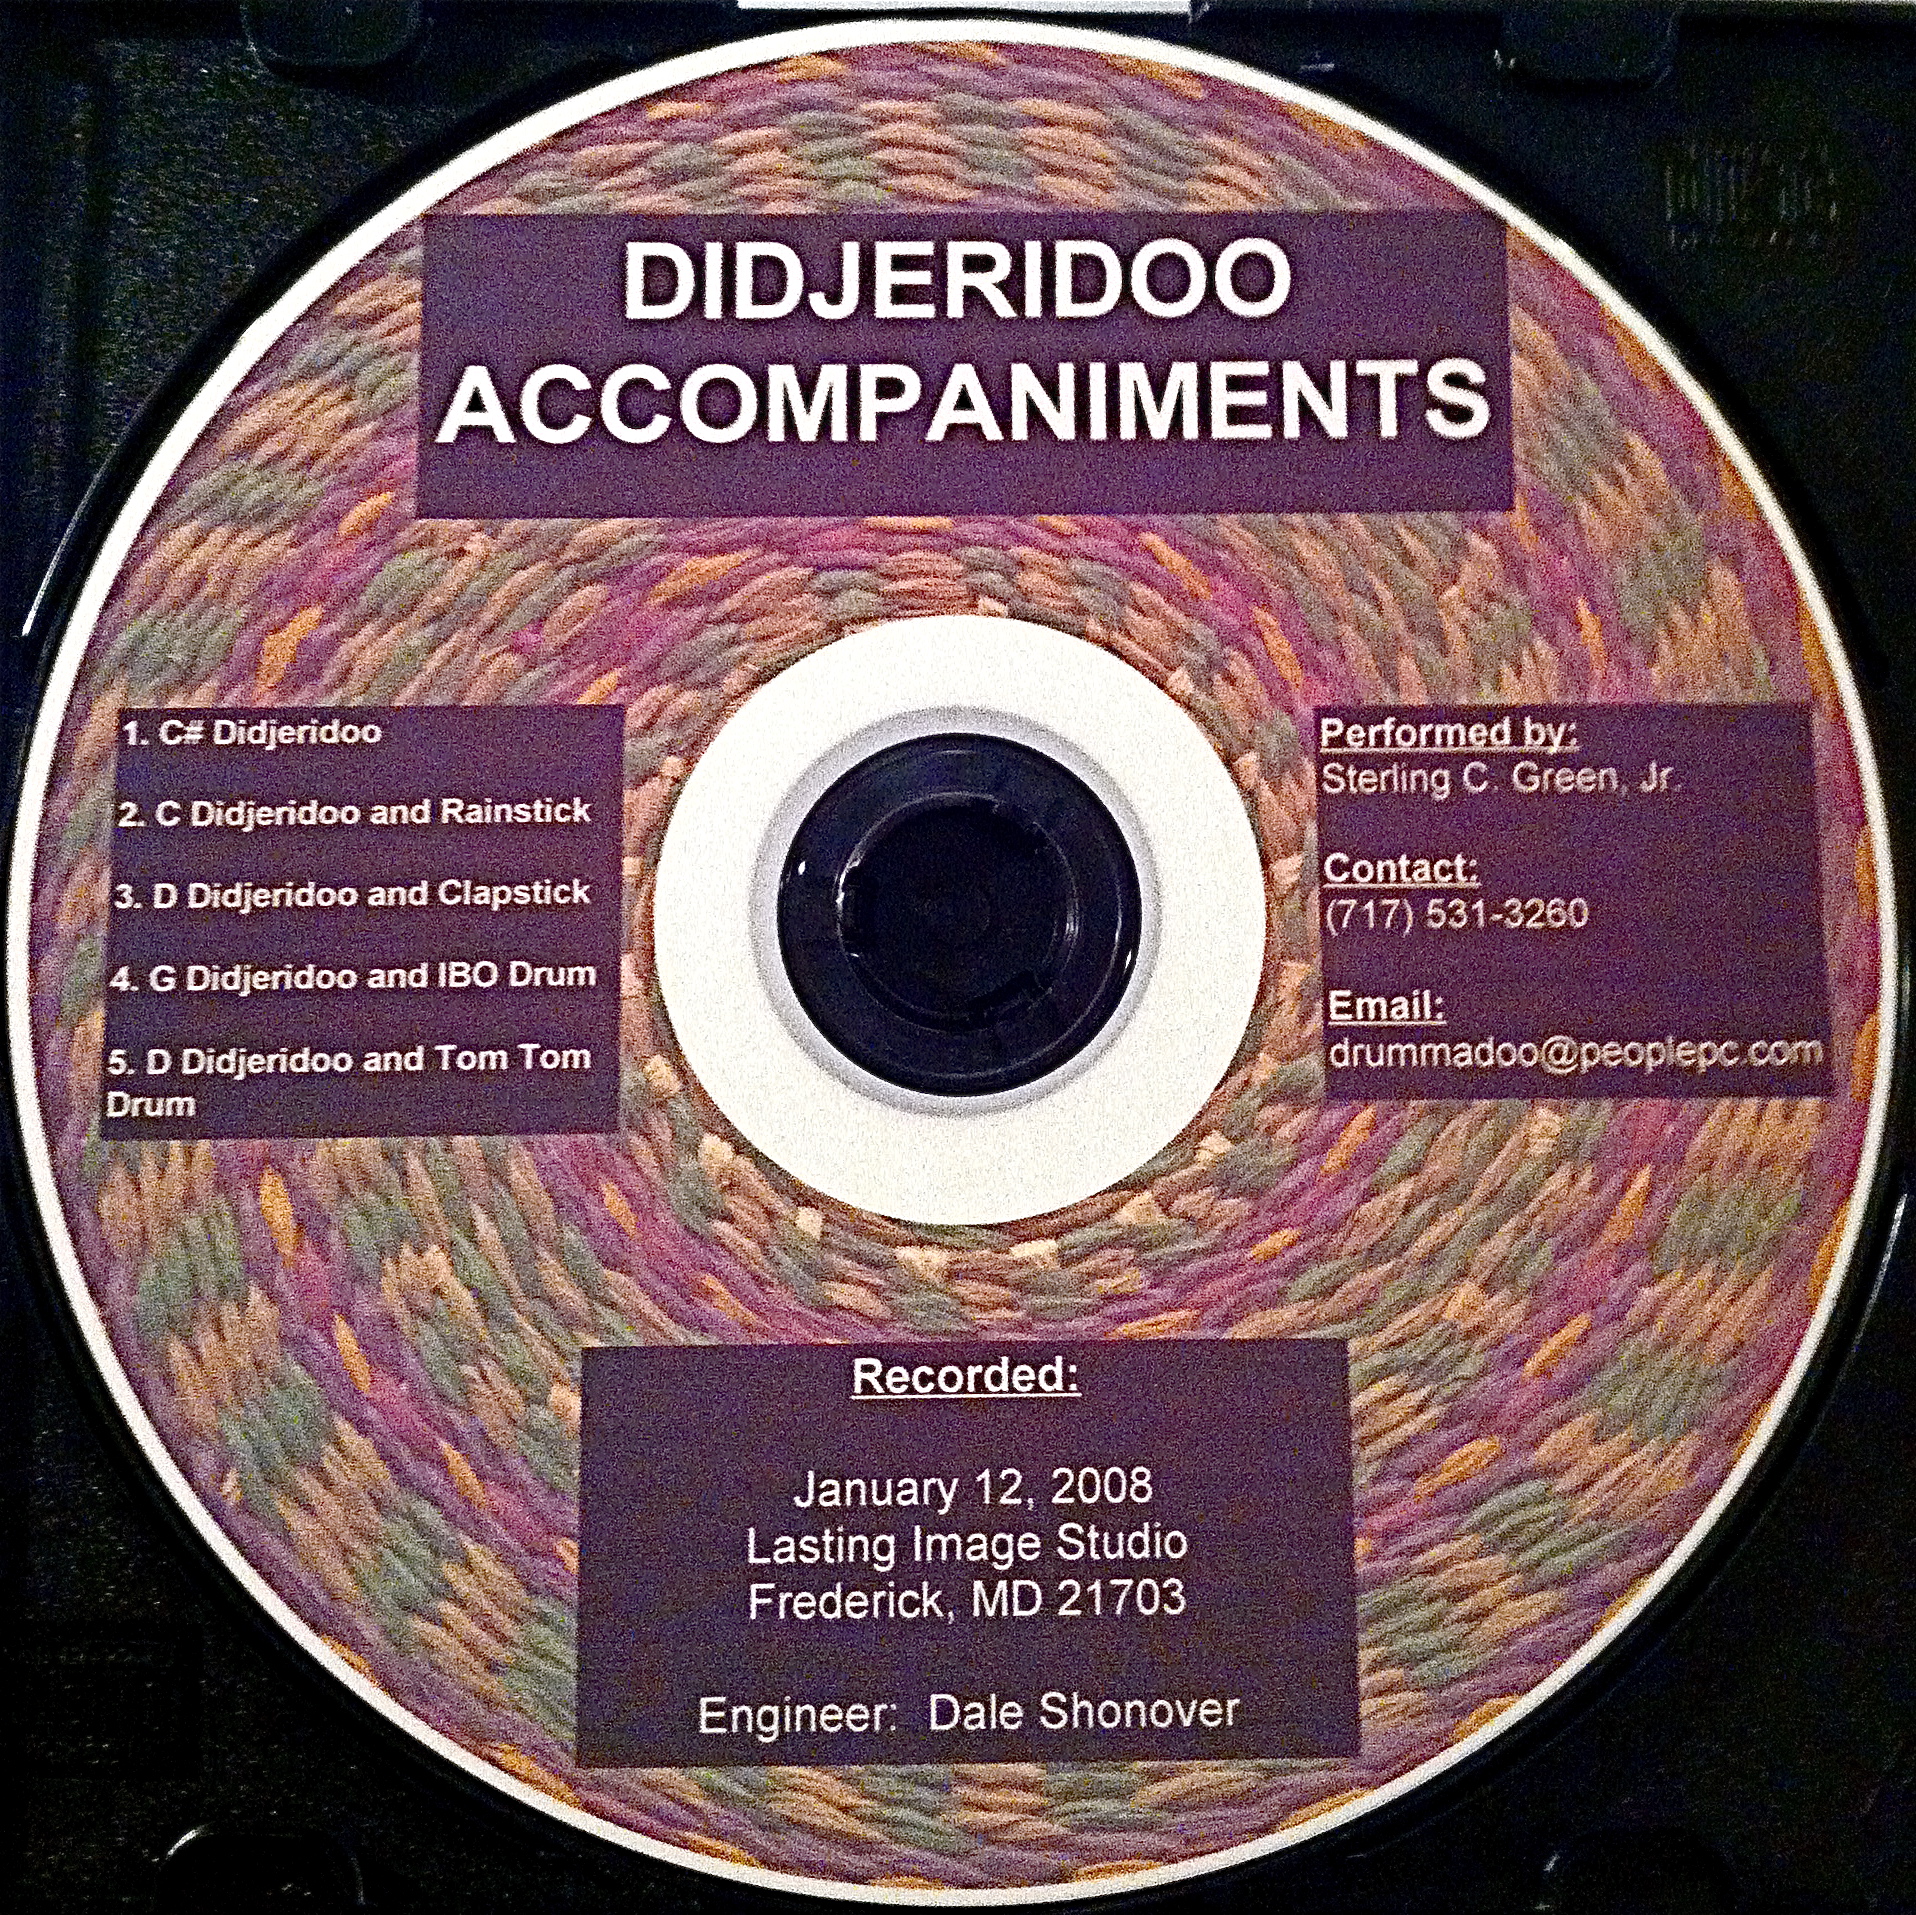 DIDJERIDOO
ACCOMPANIMENTS
1. C# Didjeridoo
2. C Didjeridoo and Rainstick
3. D Didjeridoo and Clapstick
4. G Didjeridoo and IBO Drum
5. D Didjeridoo and Tom Tom
Drum
Performed by:
Sterling C. Green, Jr.
Contact:
(717) 531-3260
Email:
drummadoo@peoplepc.com
Recorded:
January 12, 2008
Lasting Image Studio
Frederick, MD 21703
Engineer:  Dale Shonover